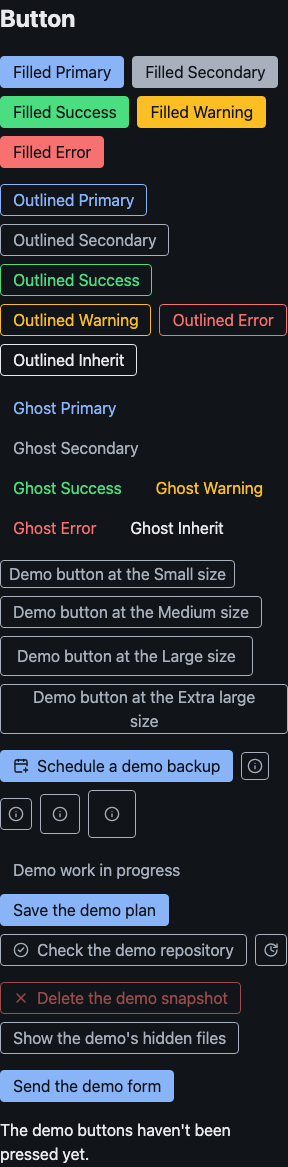 Button
Filled Primary Filled Secondary
Filled Success Filled Warning
Filled Error
Outlined Primary
Outlined Secondary
Outlined Success
Outlined Warning Outlined Error
Outlined Inherit
Ghost Primary
Ghost Secondary
Ghost Success Ghost Warning
Ghost Error Ghost Inherit
Demo button at the Small size
Demo button at the Medium size
Demo button at the Large size
Demo button at the Extra large
size
Schedule a demo backup
Demo work in progress
Save the demo plan
Check the demo repository
Delete the demo snapshot
Show the demo's hidden files
Send the demo form
The demo buttons haven't been
pressed yet.